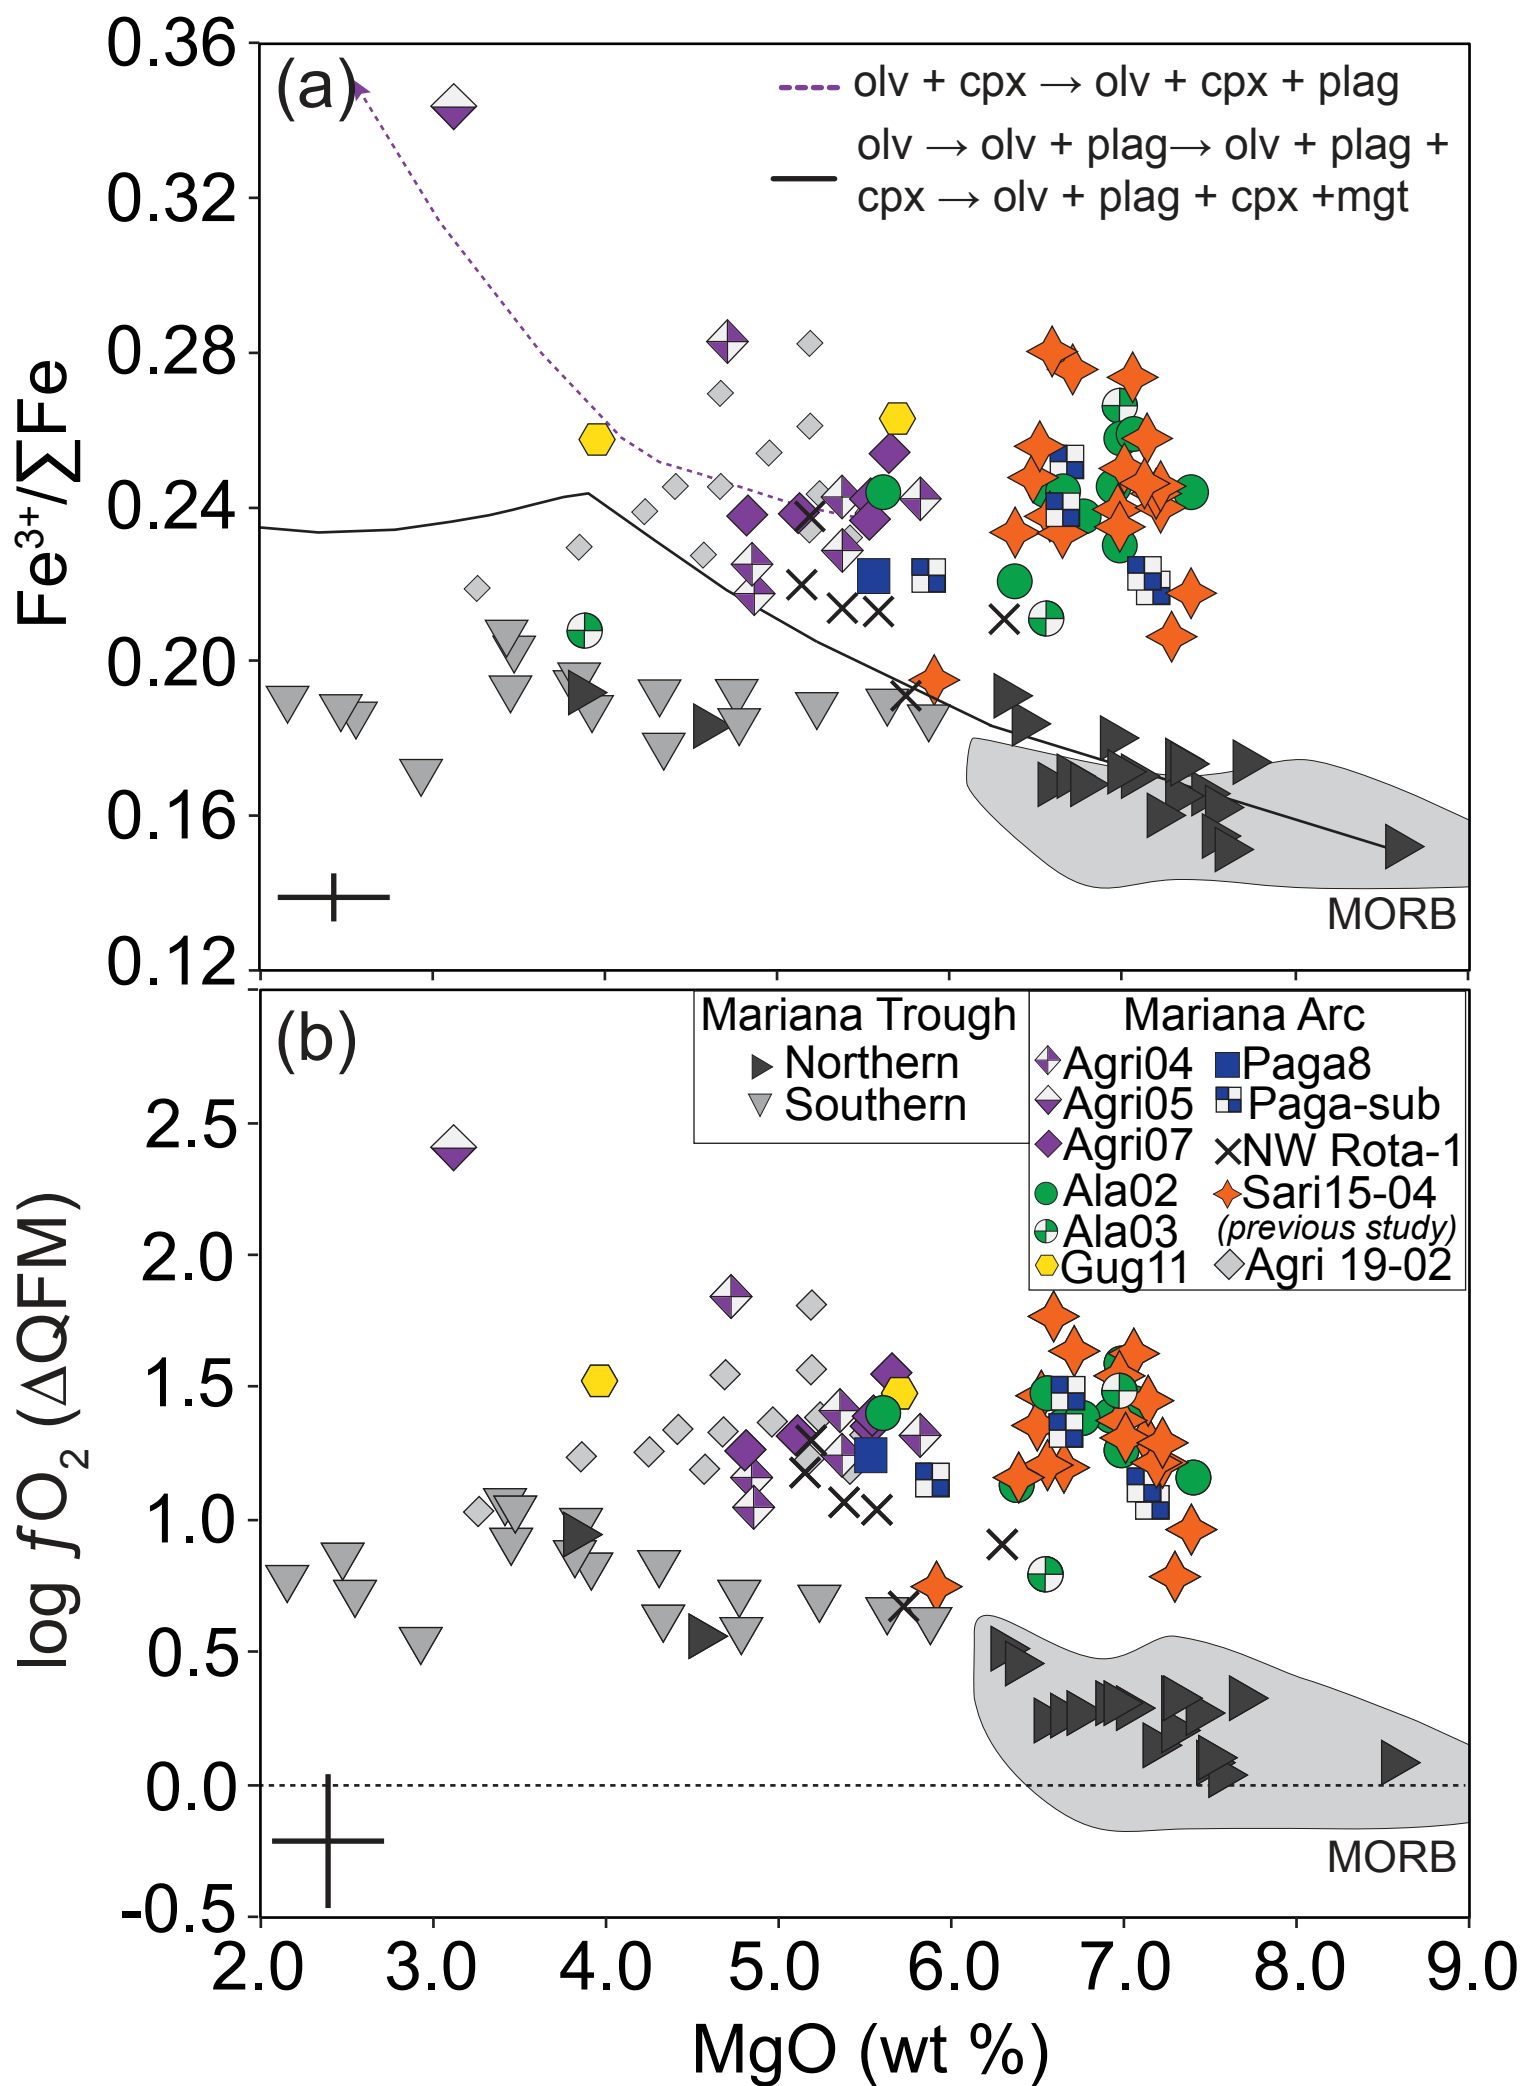 0.36
0.32
0.28
0.24
0.20
0.16
0.12
Fe3+/∑Fe
(a)
olv + cpx → olv + cpx + plag
olv → olv + plag→ olv + plag +
cpx → olv + plag + cpx +mgt
MORB
(b)
Mariana Trough
Northern
Southern
Mariana Arc
Agri04
Agri05
Agri07
Ala02
Ala03
Gug11
Paga8
Paga-sub
NW Rota-1
Sari15-04
(previous study)
Agri 19-02
2.5
2.0
1.5
1.0
0.5
0.0
-0.5
log fO2 (ΔQFM)
MORB
2.0 3.0 4.0 5.0 6.0 7.0 8.0 9.0
MgO (wt %)